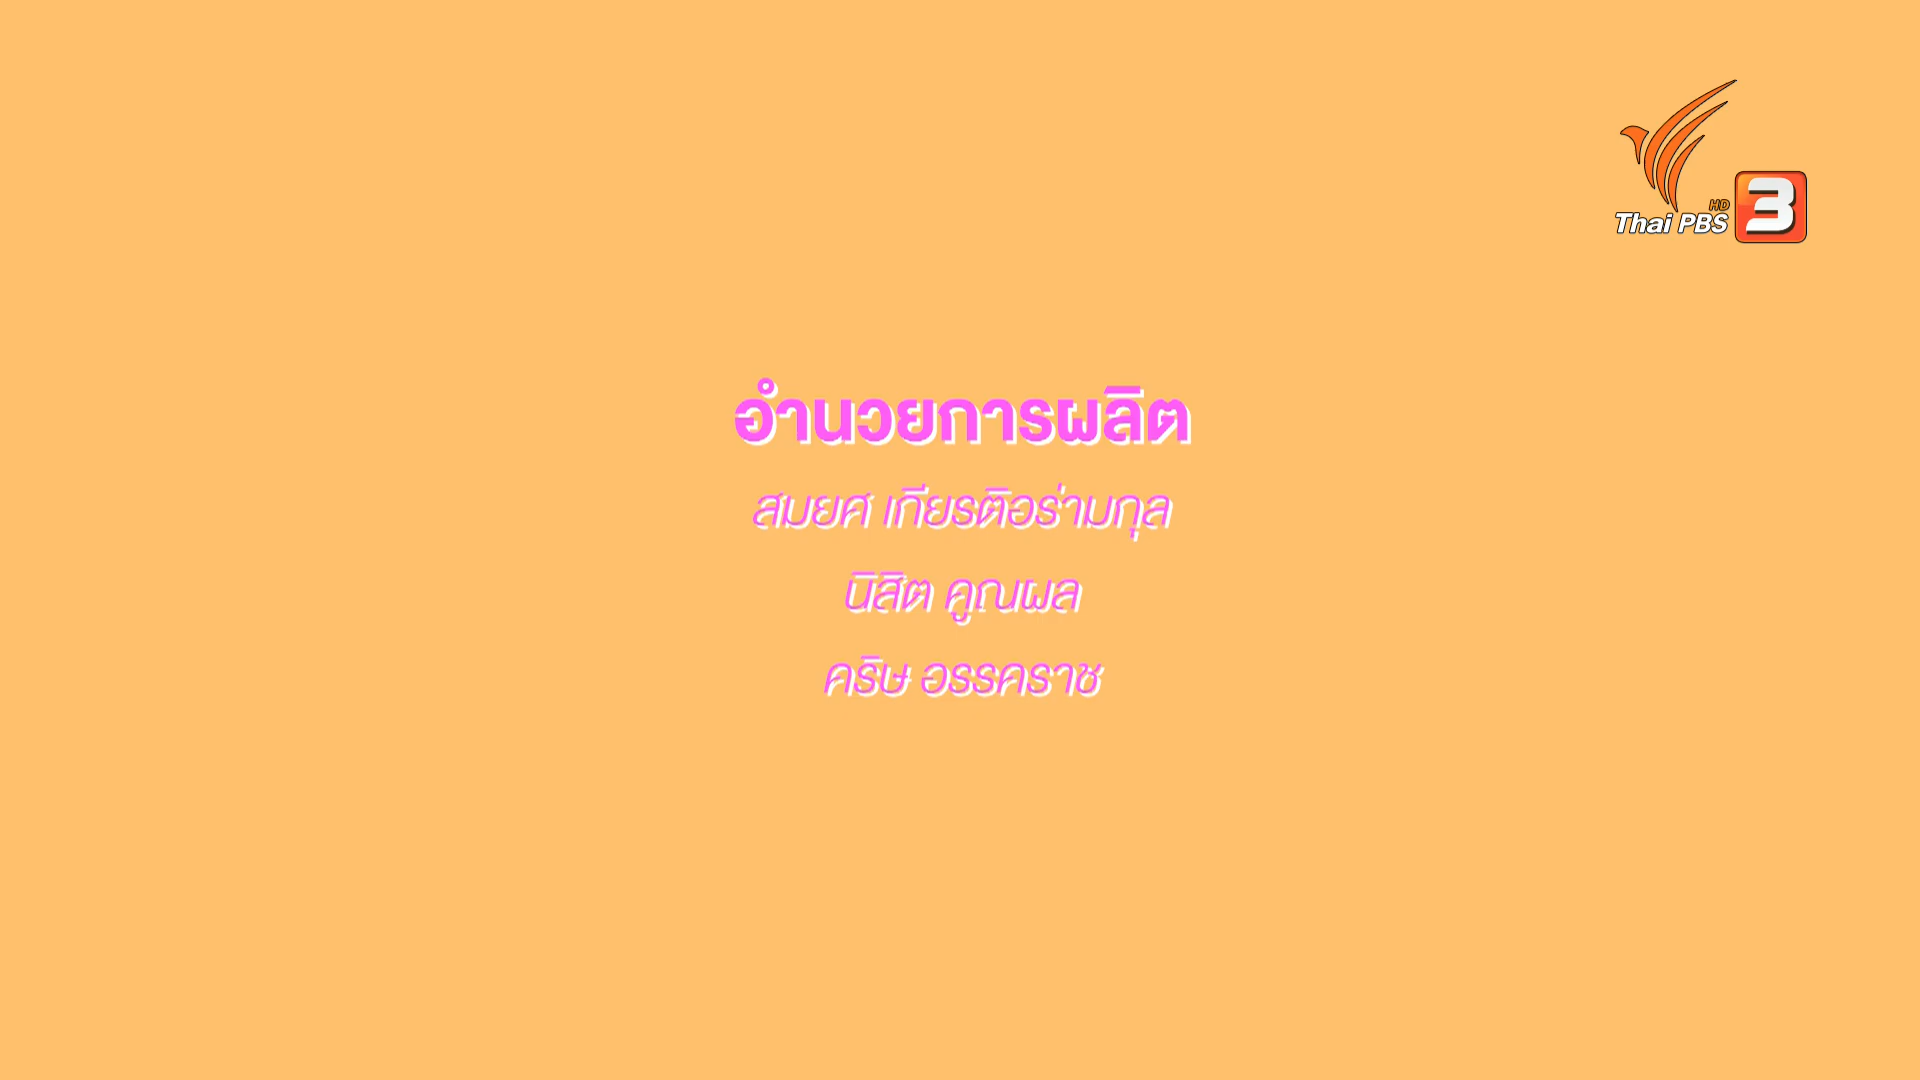 HD
Thai PBS 3
อำนวยการผลิต
สมยศ เกียรติอร่ามกุล
นิสิต คูณผล
คริษ อรรคราช